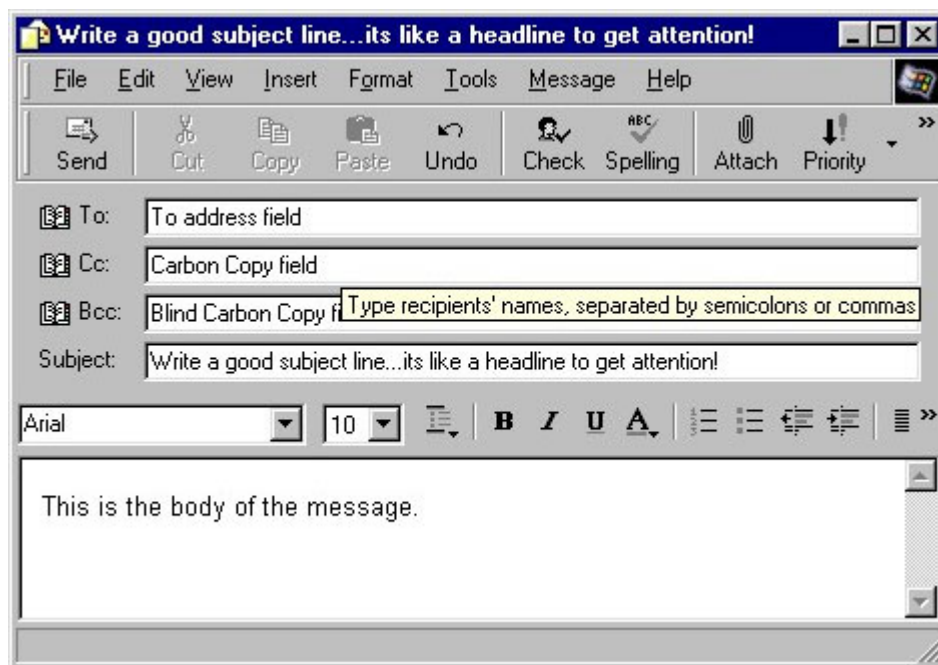 Write a good subject line...its like a headline to get attention!
File Edit View Insert Format Tools Message Help
ABC
Send Cut Copy Paste Undo Check Spelling Attach Priority »
To: To address field
Cc: Carbon Copy field
Bcc: Blind Carbon Copy
Type recipients' names, separated by semicolons or commas
Subject: Write a good subject line...its like a headline to get attention!
Arial 10 B I U A »
This is the body of the message.